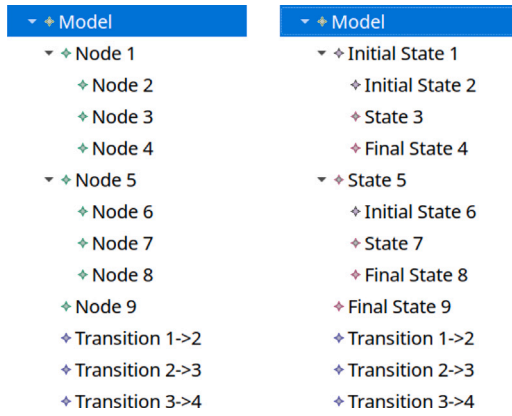 Model
Node 1
Node 2
Node 3
Node 4
Node 5
Node 6
Node 7
Node 8
Node 9
Transition 1->2
Transition 2->3
Transition 3->4
Model
Initial State 1
Initial State 2
State 3
Final State 4
State 5
Initial State 6
State 7
Final State 8
Final State 9
Transition 1->2
Transition 2->3
Transition 3->4